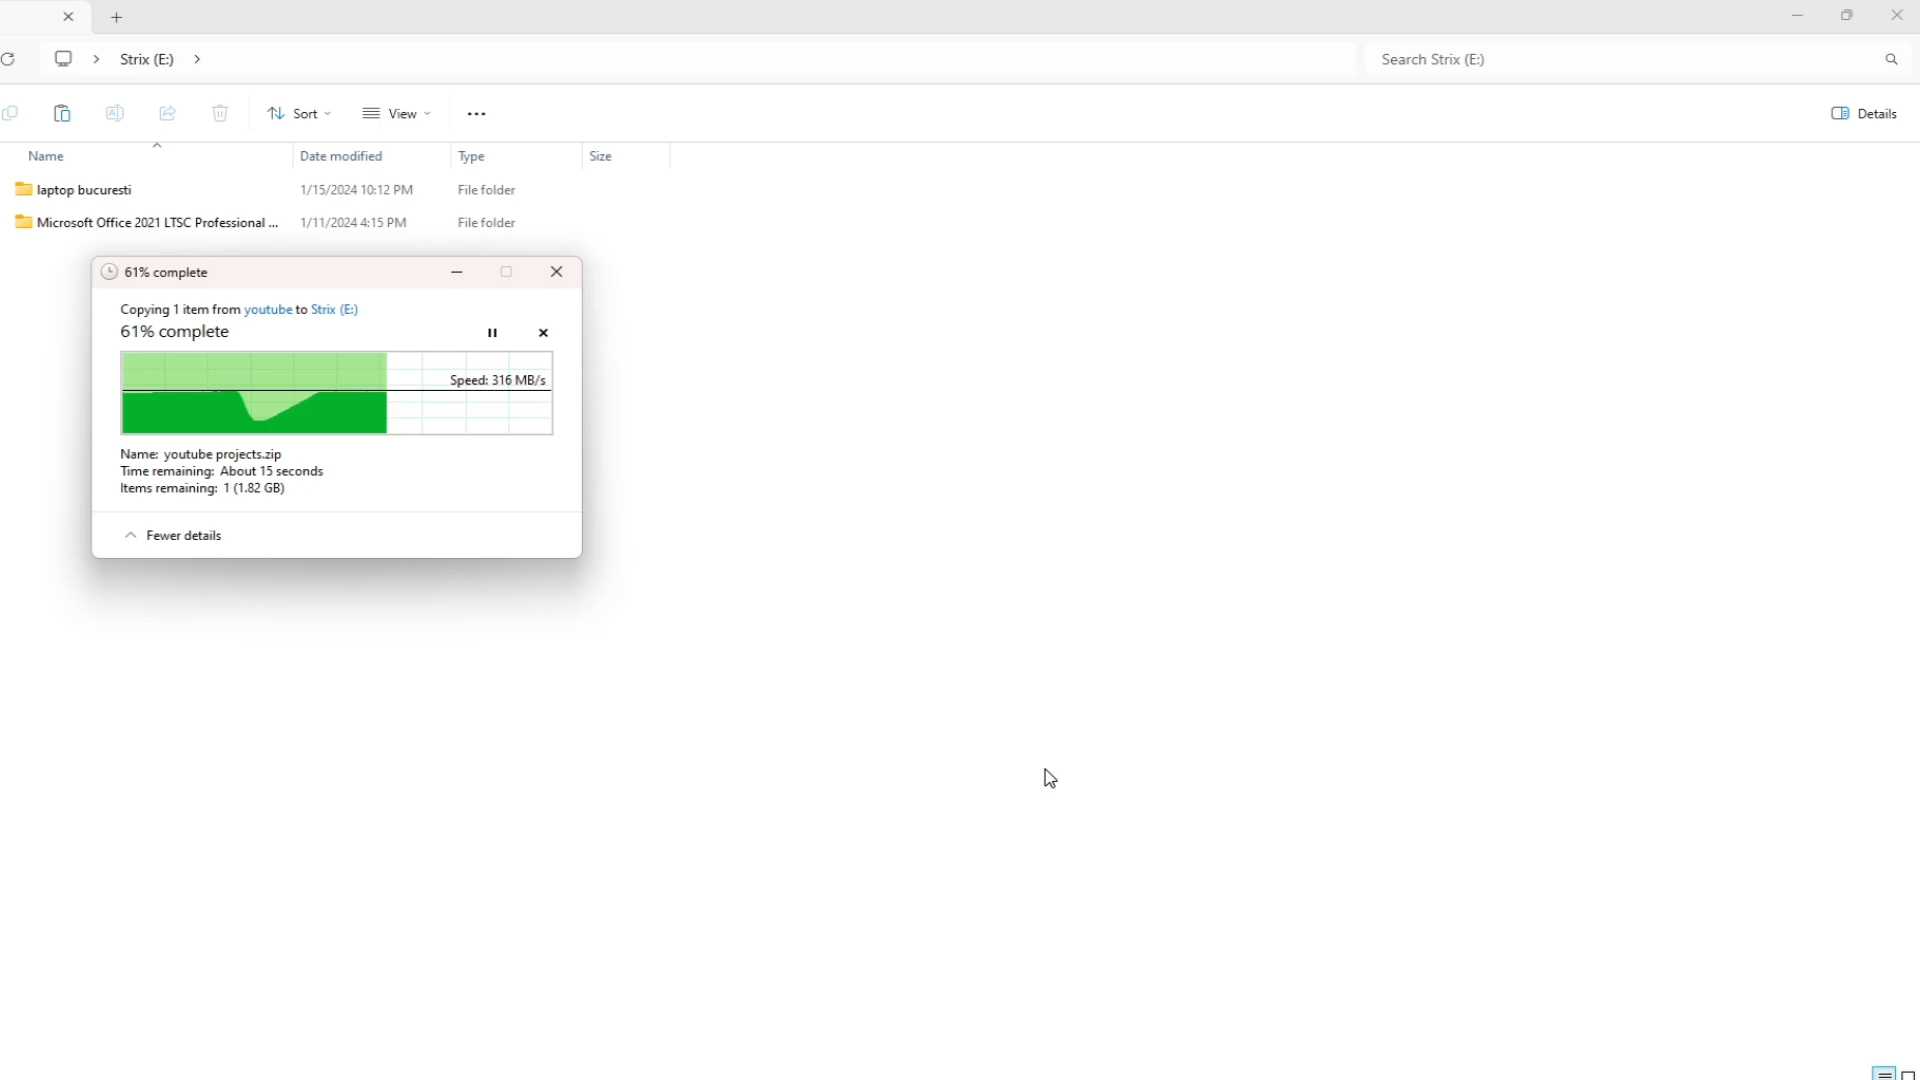 Strix (E:)
Search Strix (E:)
Sort
View
Details
Name
Date modified
Type
Size
laptop bucuresti
1/15/2024 10:12 PM
File folder
Microsoft Office 2021 LTSC Professional ...
1/11/2024 4:15 PM
File folder
61% complete
Copying 1 item from youtube to Strix (E:)
61% complete
Speed: 316 MB/s
Name: youtube projects.zip
Time remaining: About 15 seconds
Items remaining: 1 (1.82 GB)
Fewer details